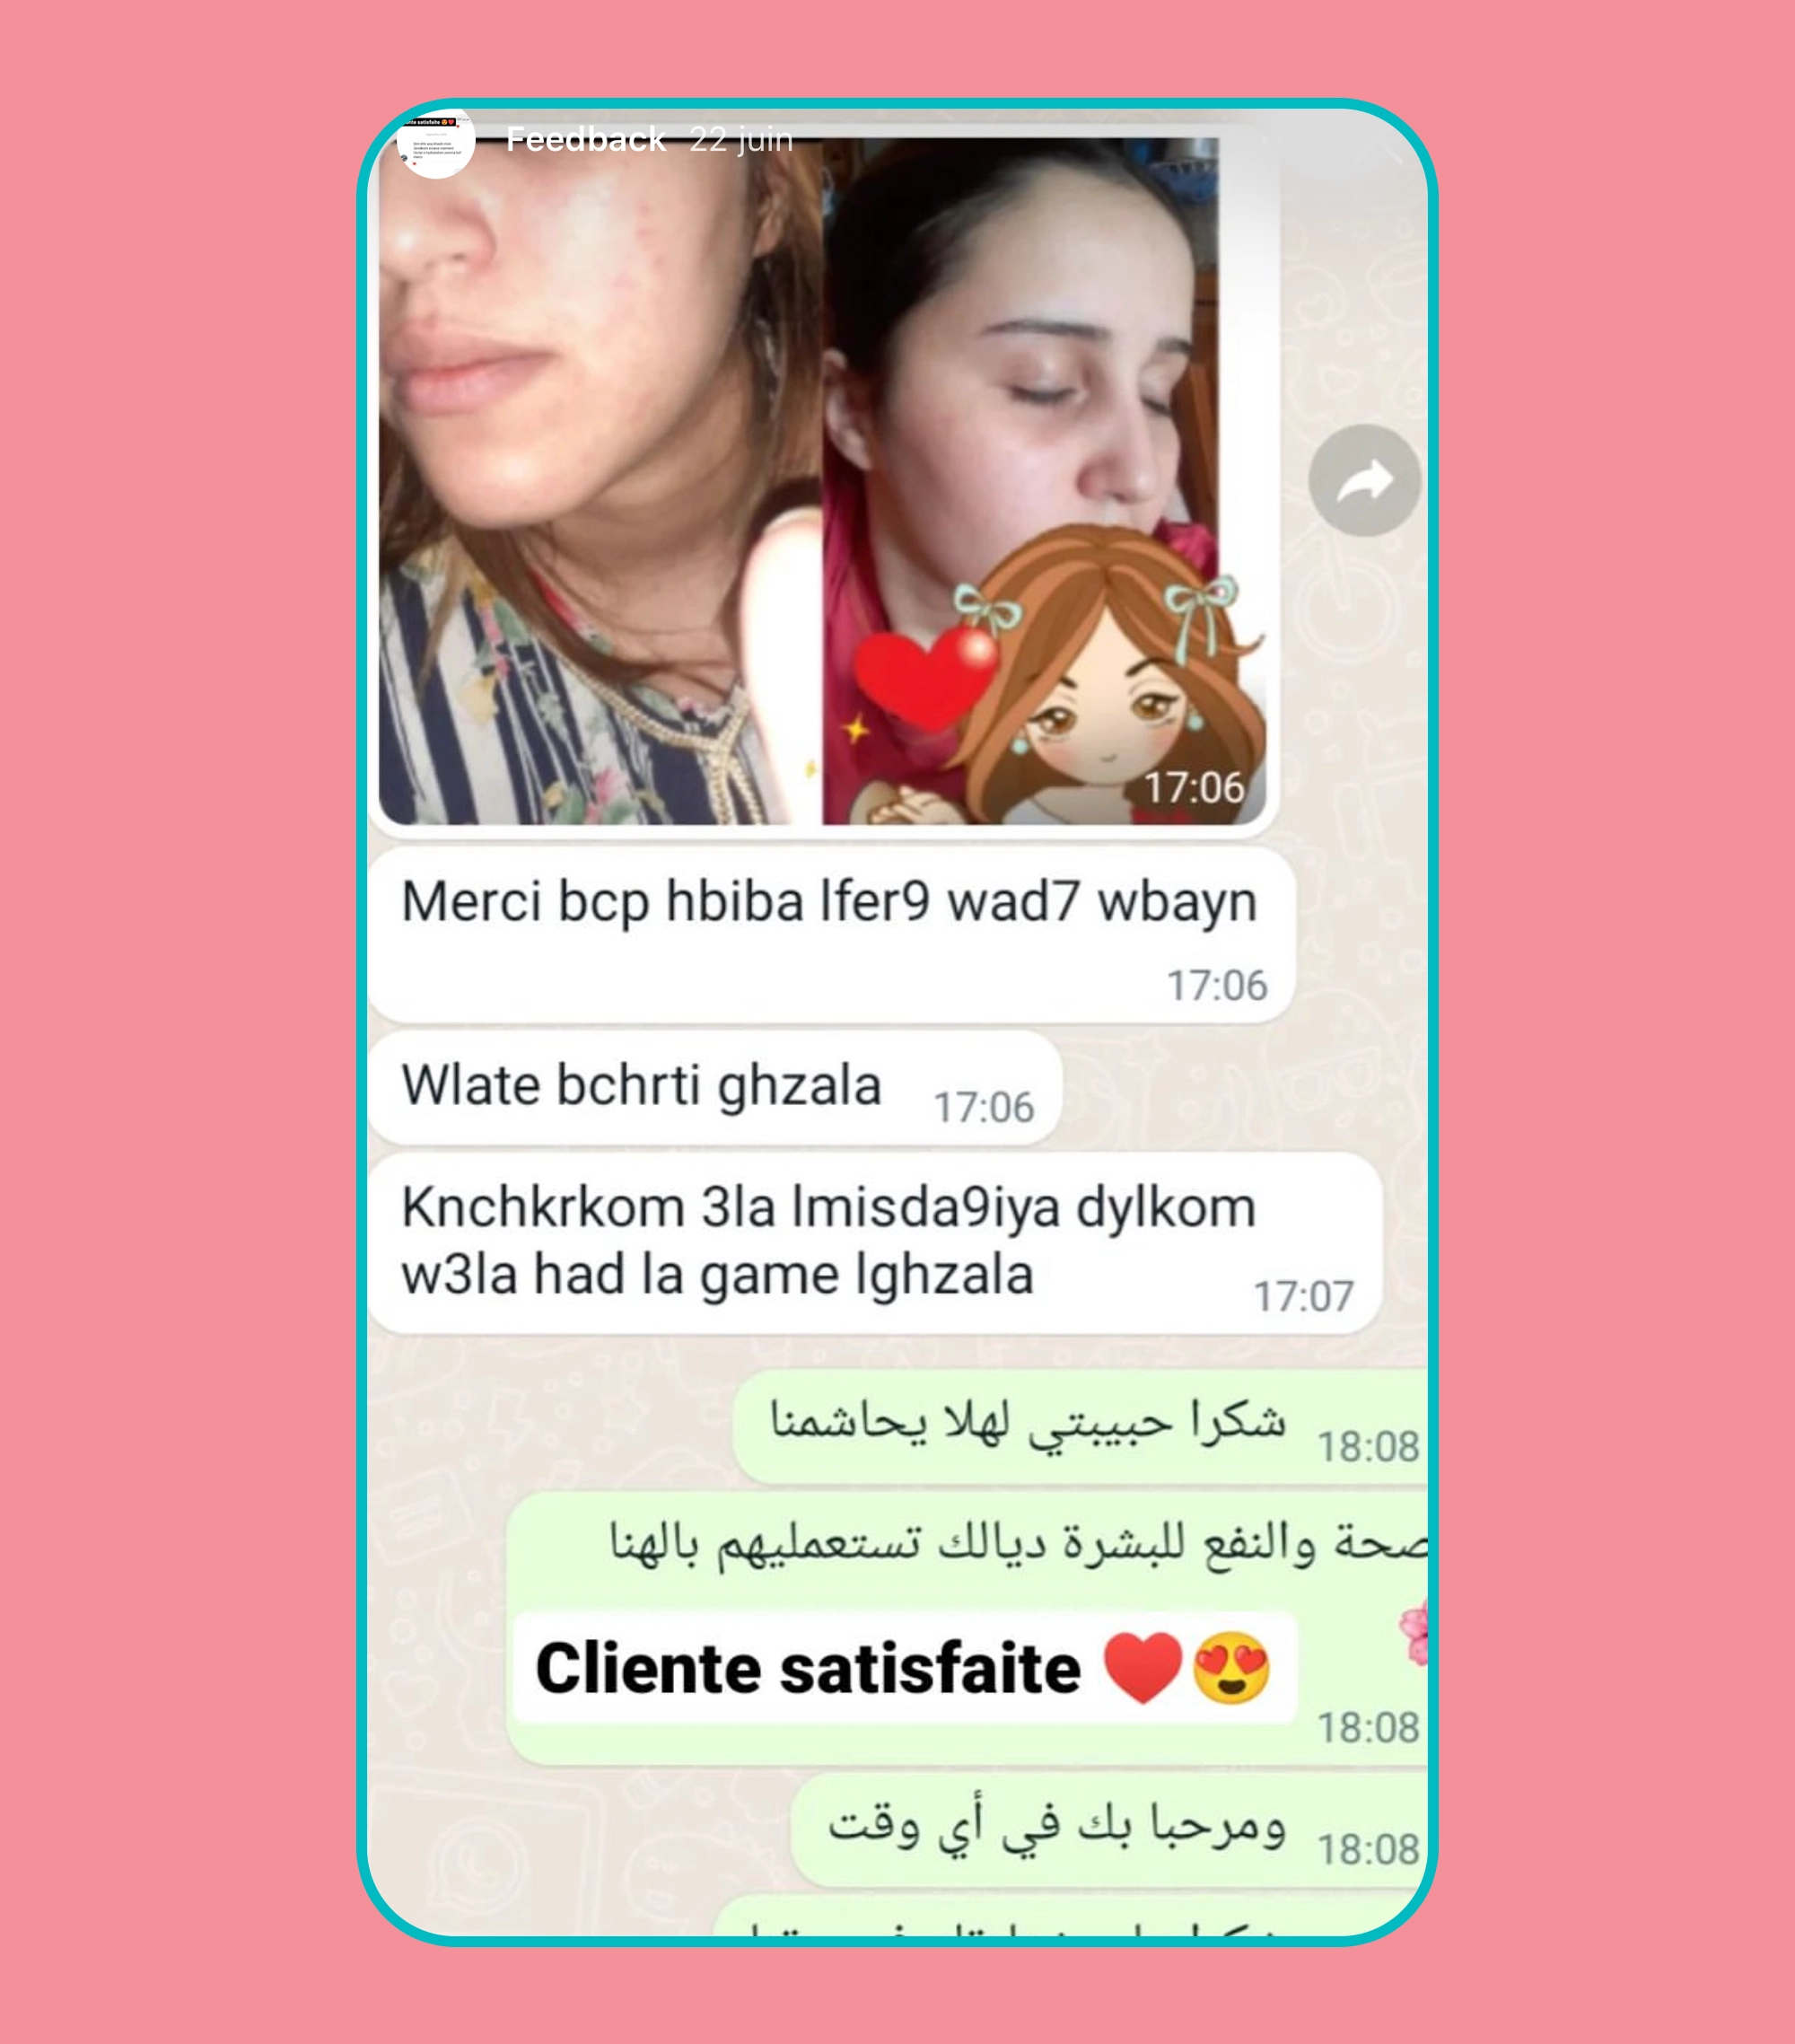 Feedback 22 juin
17:06
Merci bcp hbiba lfer9 wad7 wbayn
17:06
Wlate bchrti ghzala 17:06
Knchkrkom 3la lmisda9iya dylkom
w3la had la game lghzala
17:07
شكرا حبيبتي لهلا يحاشمنا
18:08
صحة والنفع للبشرة ديالك تستعمليهم بالهنا
🌸
Cliente satisfaite ❤️😍
18:08
ومرحبا بك في أي وقت
18:08